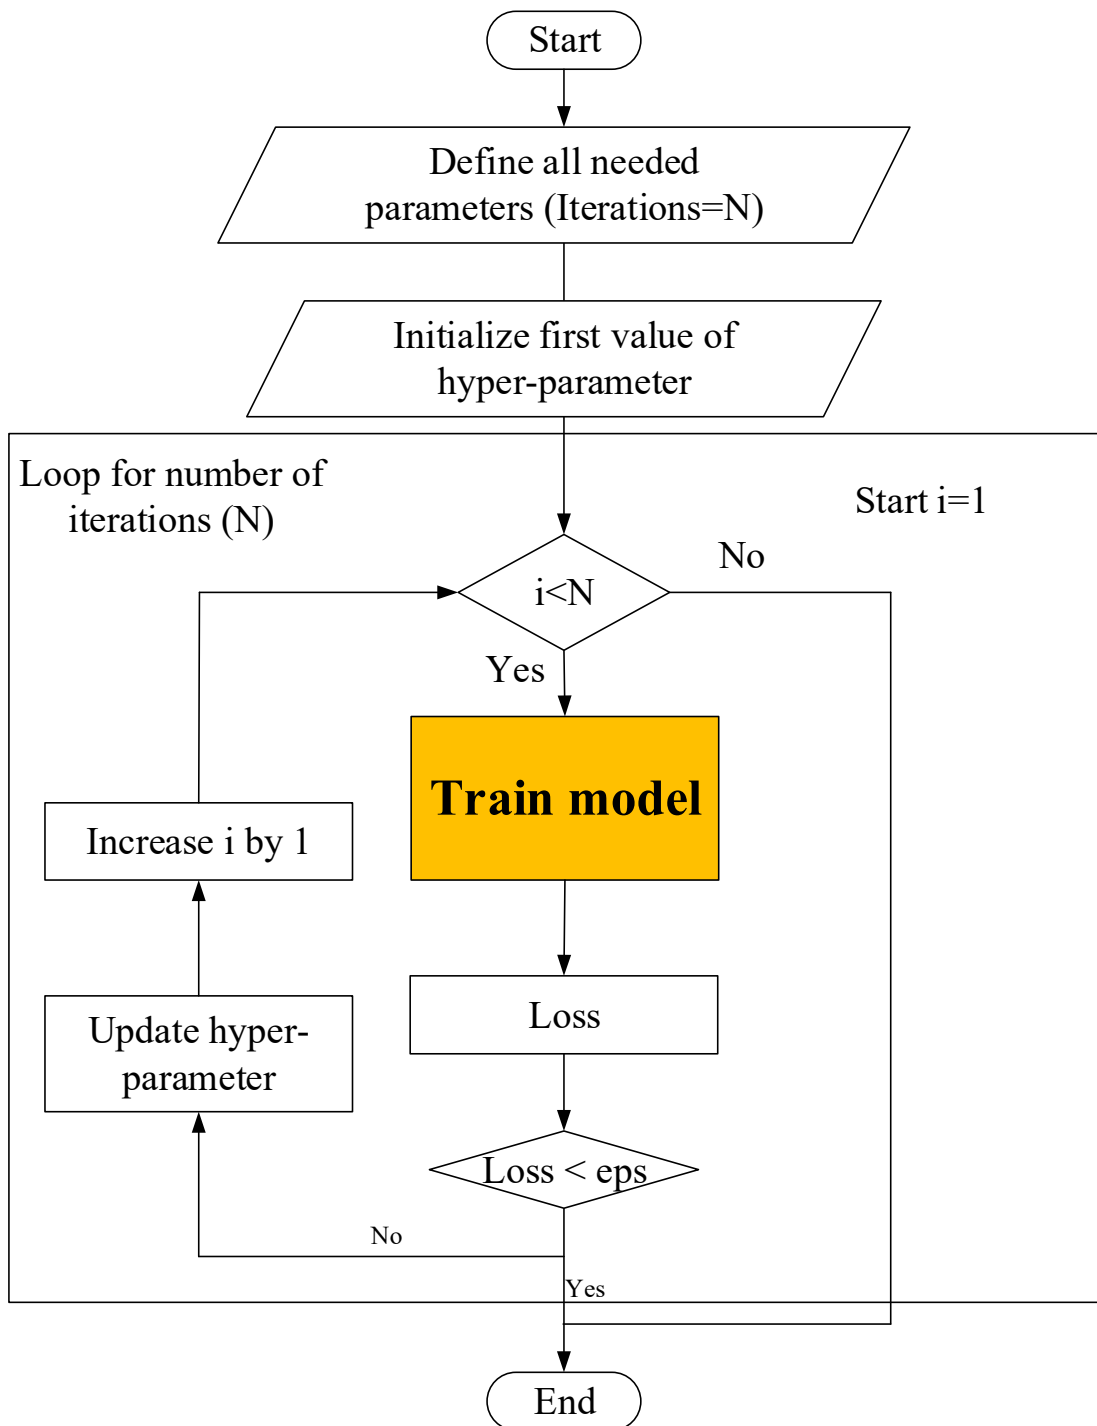 Start
Define all needed
parameters (Iterations=N)
Initialize first value of
hyper-parameter
Loop for number of
iterations (N)
Start i=1
No
i<N
Yes
Train model
Increase i by 1
Loss
Update hyper-
parameter
Loss < eps
No
Yes
End